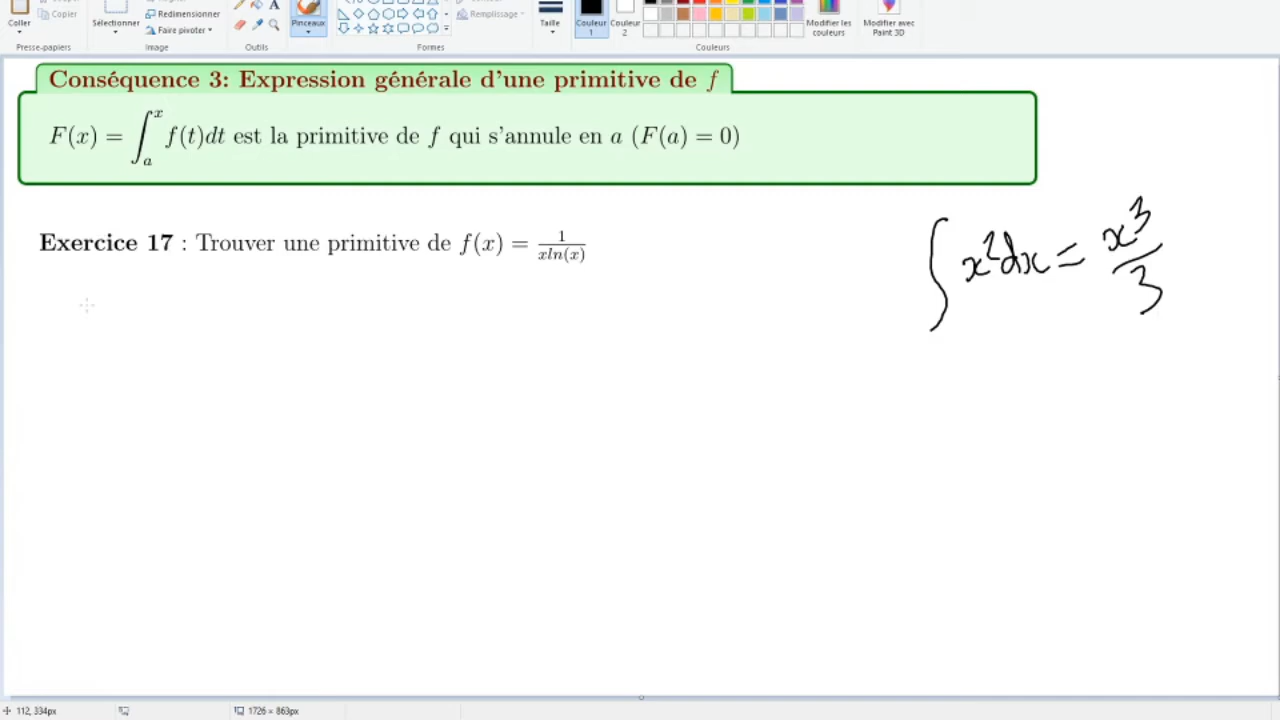 Coller
Copier
Presse-papiers
Sélectionner
Redimensionner
Faire pivoter
Image
Outils
Pinceaux
Formes
Remplissage
Taille
Couleur 1
Couleur 2
Couleurs
Modifier les couleurs
Modifier avec Paint 3D
Conséquence 3: Expression générale d'une primitive de f
F(x) = ∫ₐˣ f(t)dt est la primitive de f qui s'annule en a (F(a) = 0)
Exercice 17 : Trouver une primitive de f(x) = 1/xln(x)
∫ x²dx = x³/3
112, 334px
1726 × 863px